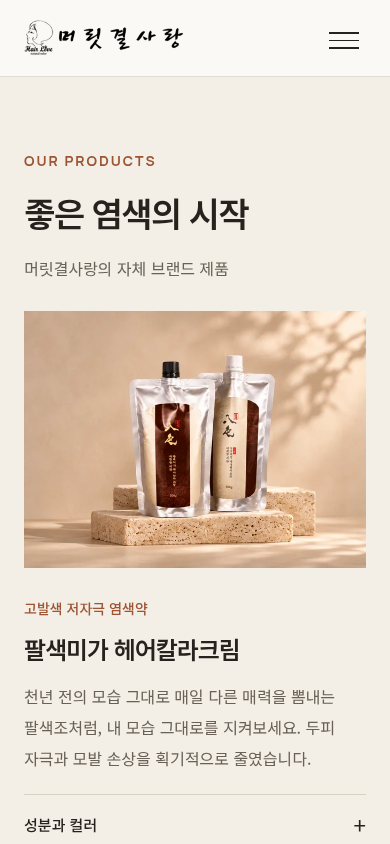 Hair Love
머릿결사랑
OUR PRODUCTS
좋은 염색의 시작
머릿결사랑의 자체 브랜드 제품
고발색 저자극 염색약
팔색미가 헤어칼라크림
천년 전의 모습 그대로 매일 다른 매력을 뽐내는
팔색조처럼, 내 모습 그대로를 지켜보세요. 두피
자극과 모발 손상을 획기적으로 줄였습니다.
성분과 컬러
+